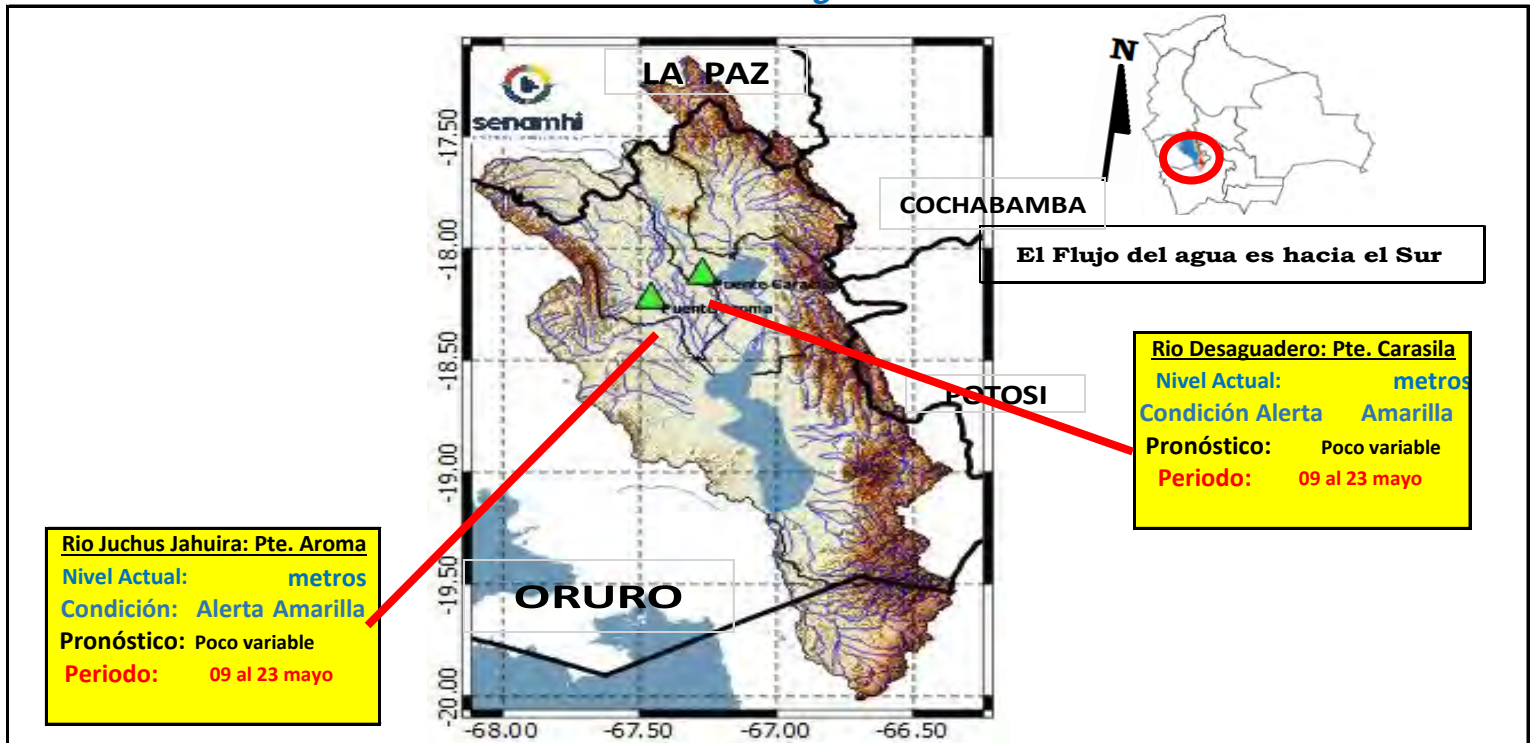 LA PAZ
senamhi
N
COCHABAMBA
El Flujo del agua es hacia el Sur
POTOSI
ORURO
Rio Desaguadero: Pte. Carasila
Nivel Actual: metros
Condición Alerta Amarilla
Pronóstico: Poco variable
Periodo: 09 al 23 mayo
Rio Juchus Jahuira: Pte. Aroma
Nivel Actual: metros
Condición: Alerta Amarilla
Pronóstico: Poco variable
Periodo: 09 al 23 mayo
Puente
Puente
-17.50
-18.00
-18.50
-19.00
-19.50
-20.00
-68.00 -67.50 -67.00 -66.50